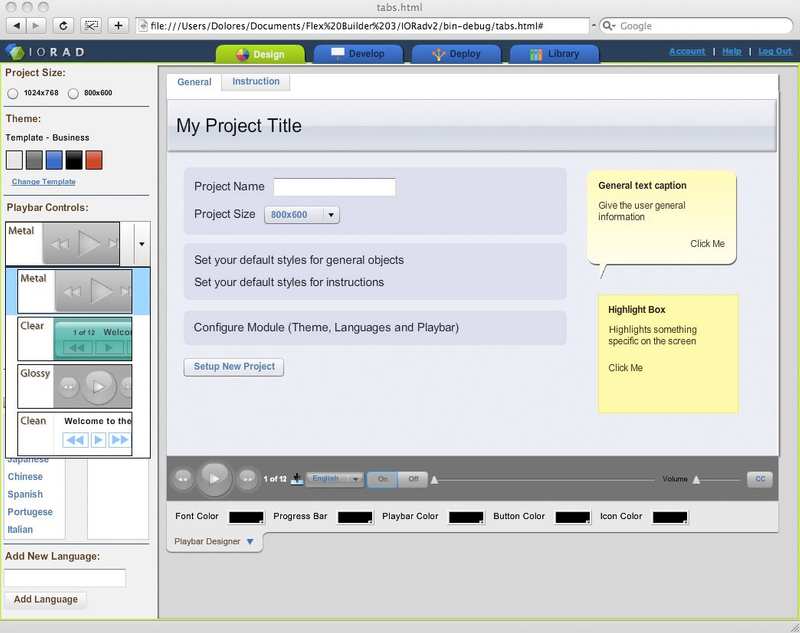 tabs.html
file:///Users/Dolores/Documents/Flex%20Builder%203/IORadv2/bin-debug/tabs.html#
Google
IORAD
Design
Develop
Deploy
Library
Account | Help | Log Out
Project Size:
1024x768
800x600
Theme:
Template - Business
Change Template
Playbar Controls:
Metal
Metal
Clear
1 of 12 Welco
Glossy
Clean
Welcome to the
Japanese
Chinese
Spanish
Portugese
Italian
Add New Language:
Add Language
General
Instruction
My Project Title
Project Name
Project Size
800x600
Set your default styles for general objects
Set your default styles for instructions
Configure Module (Theme, Languages and Playbar)
Setup New Project
General text caption
Give the user general
information
Click Me
Highlight Box
Highlights something
specific on the screen
Click Me
1 of 12
English
On
Off
Volume
CC
Font Color
Progress Bar
Playbar Color
Button Color
Icon Color
Playbar Designer